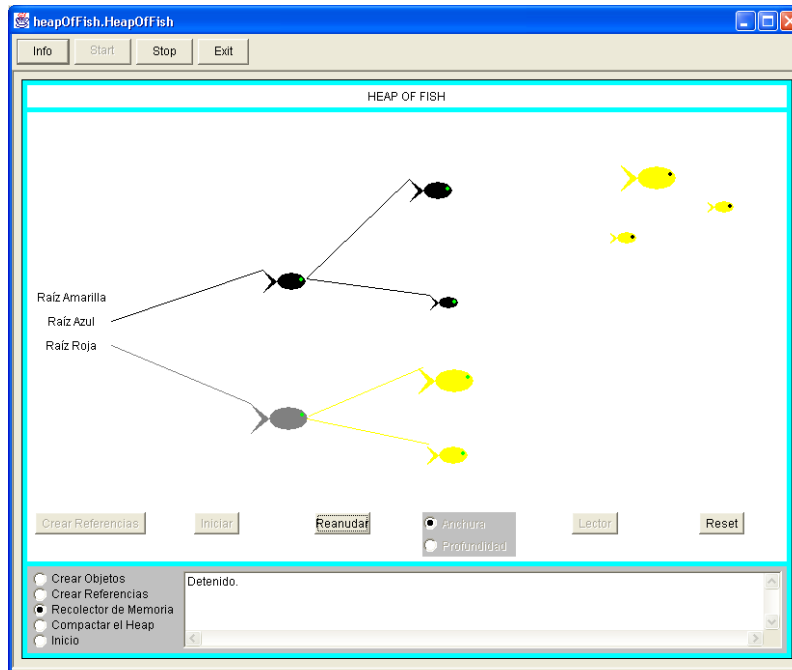 heapOfFish.HeapOfFish
Info Start Stop Exit
HEAP OF FISH
Raíz Amarilla
Raíz Azul
Raíz Roja
Crear Referencias Iniciar Reanudar Anchura Lector Reset
Profundidad
Crear Objetos
Crear Referencias
Recolector de Memoria
Compactar el Heap
Inicio
Detenido.